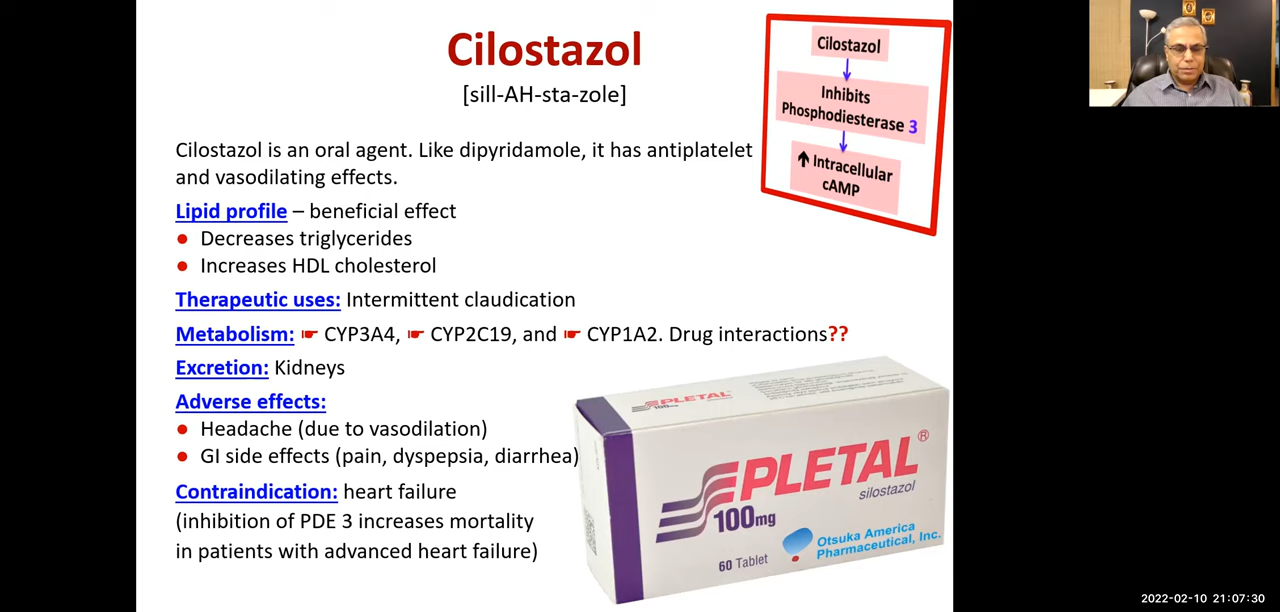 Cilostazol
[sill-AH-sta-zole]
Cilostazol is an oral agent. Like dipyridamole, it has antiplatelet
and vasodilating effects.
Lipid profile – beneficial effect
● Decreases triglycerides
● Increases HDL cholesterol
Therapeutic uses: Intermittent claudication
Metabolism: ☛ CYP3A4, ☛ CYP2C19, and ☛ CYP1A2. Drug interactions??
Excretion: Kidneys
Adverse effects:
● Headache (due to vasodilation)
● GI side effects (pain, dyspepsia, diarrhea)
Contraindication: heart failure
(inhibition of PDE 3 increases mortality
in patients with advanced heart failure)
Cilostazol
Inhibits
Phosphodiesterase 3
↑ Intracellular
cAMP
PLETAL
100mg
PLETAL®
silostazol
100mg
60 Tablet
Otsuka America
Pharmaceutical, Inc.
2022-02-10 21:07:30